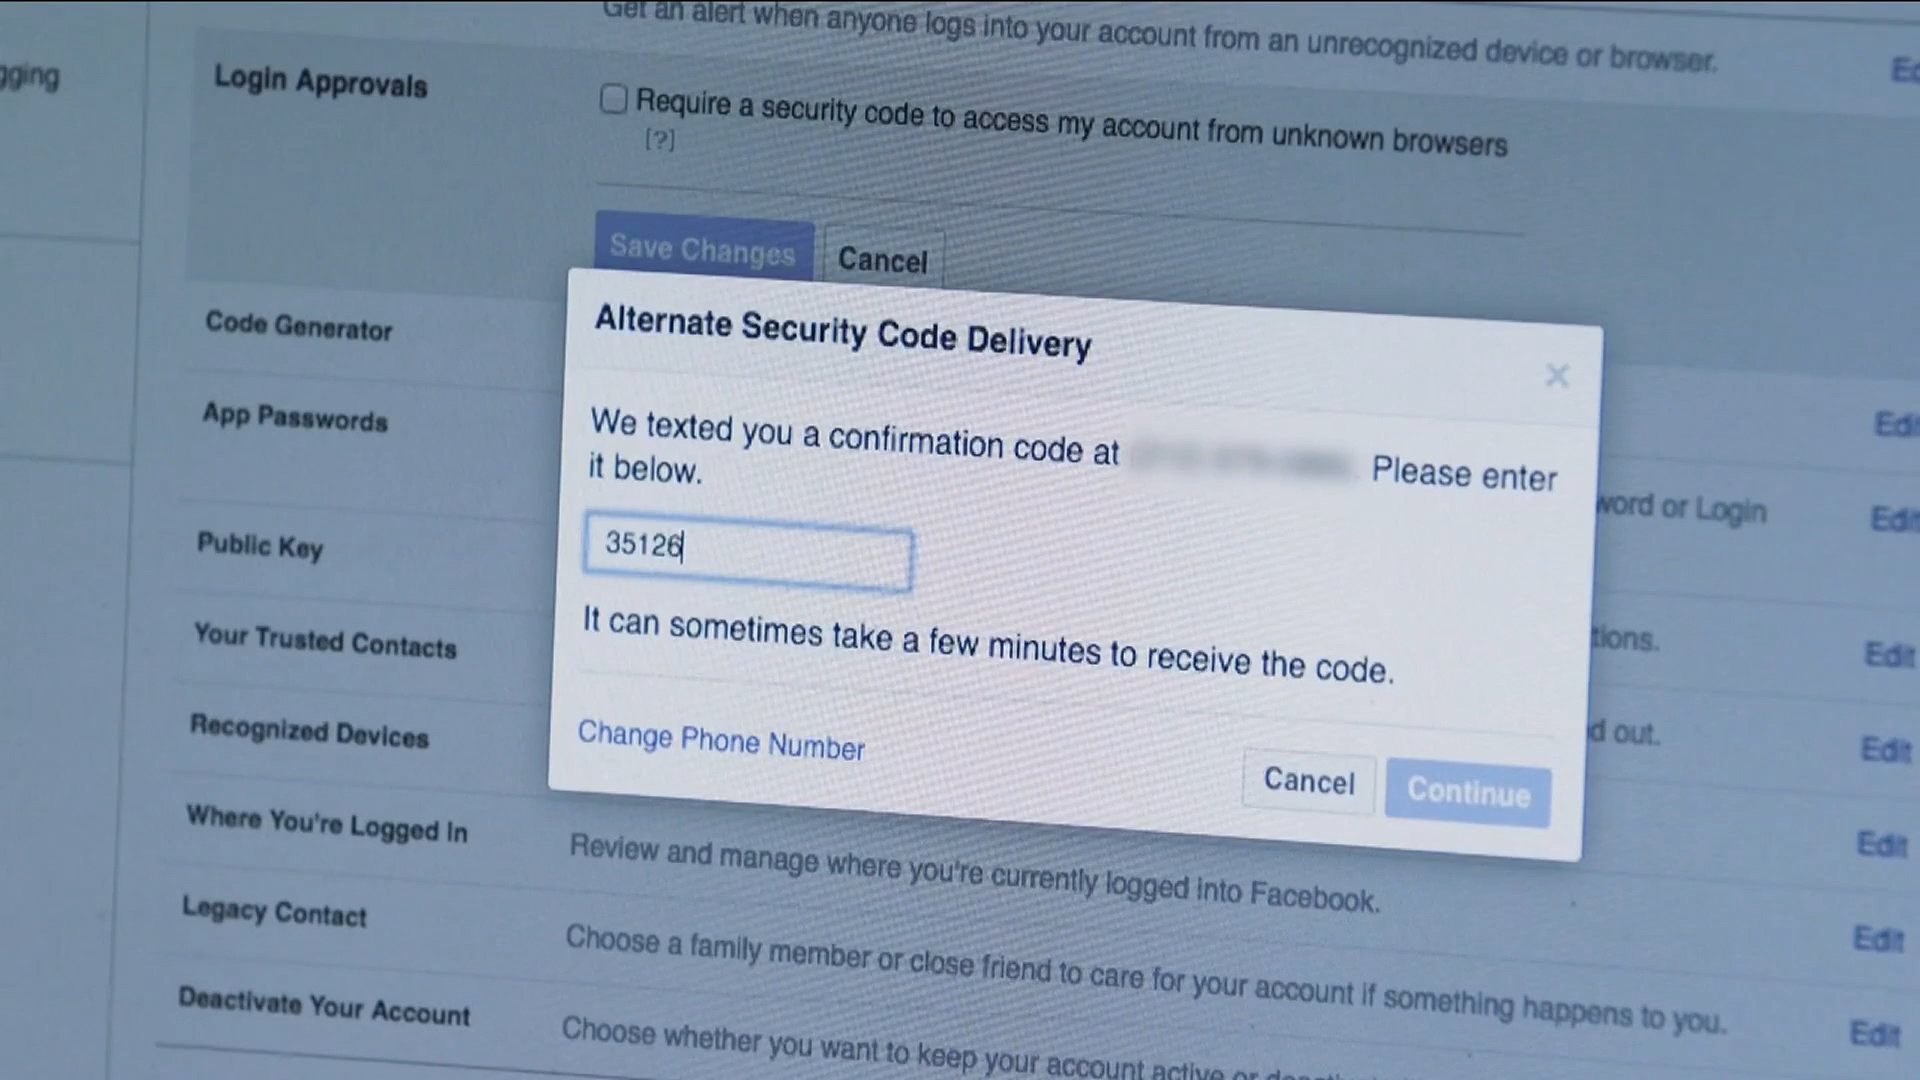 Get an alert when anyone logs into your account from an unrecognized device or browser.
gging
Login Approvals
Require a security code to access my account from unknown browsers
[?]
Save Changes
Cancel
Code Generator
Edit
App Passwords
word or Login
Edit
Public Key
Edit
Your Trusted Contacts
tions.
Edit
Recognized Devices
d out.
Edit
Alternate Security Code Delivery
×
We texted you a confirmation code at
Please enter
it below.
35126
It can sometimes take a few minutes to receive the code.
Change Phone Number
Cancel
Continue
Where You're Logged In
Review and manage where you're currently logged into Facebook.
Edit
Legacy Contact
Choose a family member or close friend to care for your account if something happens to you.
Edit
Deactivate Your Account
Choose whether you want to keep your account active or